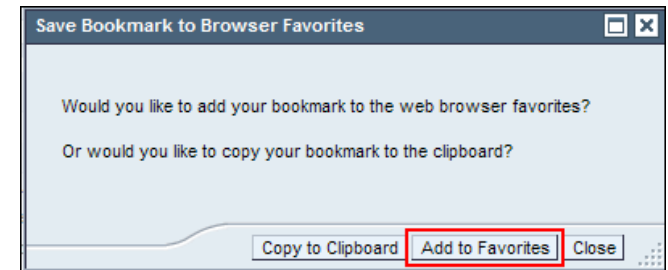 Save Bookmark to Browser Favorites
Would you like to add your bookmark to the web browser favorites?
Or would you like to copy your bookmark to the clipboard?
Copy to Clipboard Add to Favorites Close